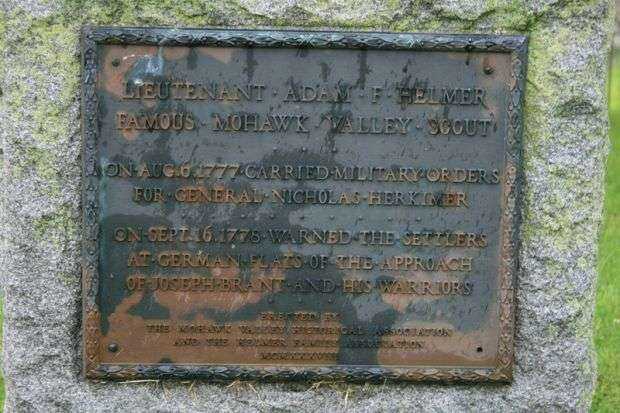 LIEUTENANT · ADAM · F · HELMER
FAMOUS · MOHAWK VALLEY · SCOUT
ON · AUG. 6, 1777 · CARRIED · MILITARY · ORDERS
FOR · GENERAL · NICHOLAS · HERKIMER
ON · SEPT. 16, 1778 · WARNED · THE · SETTLERS
AT · GERMAN · FLATS · OF · THE · APPROACH
OF · JOSEPH · BRANT · AND · HIS · WARRIORS
ERECTED BY
THE MOHAWK VALLEY HISTORICAL ASSOCIATION
AND THE HELMER FAMILY ASSOCIATION